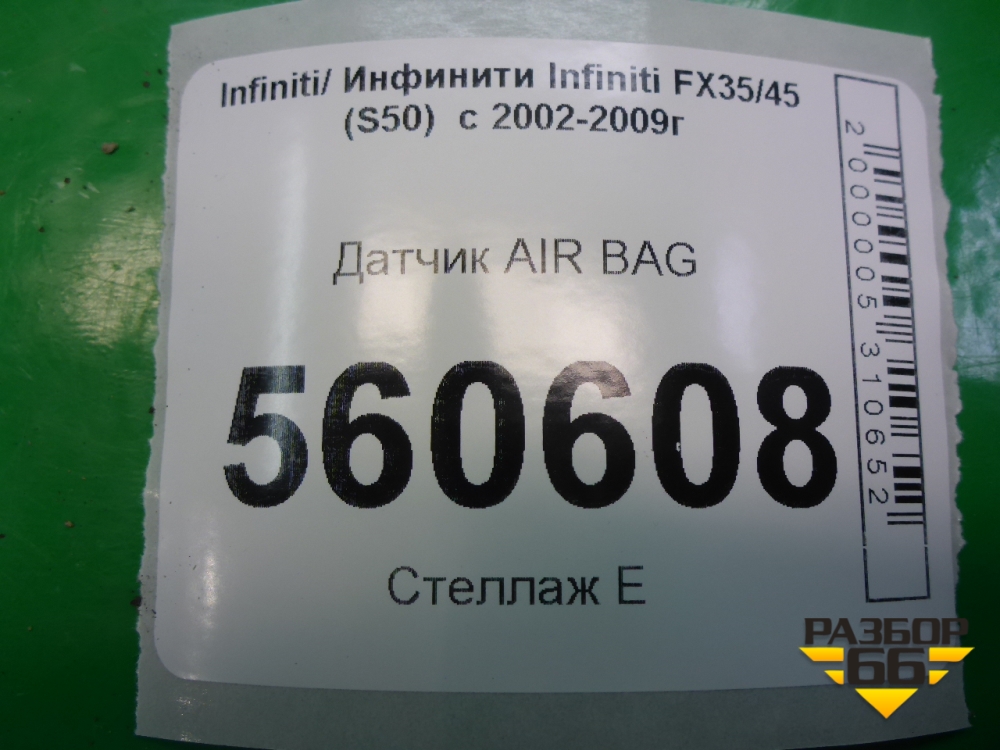 Infiniti/ Инфинити Infiniti FX35/45
(S50) с 2002-2009г
Датчик AIR BAG
560608
Стеллаж Е
2000005310652
РАЗБОР
66